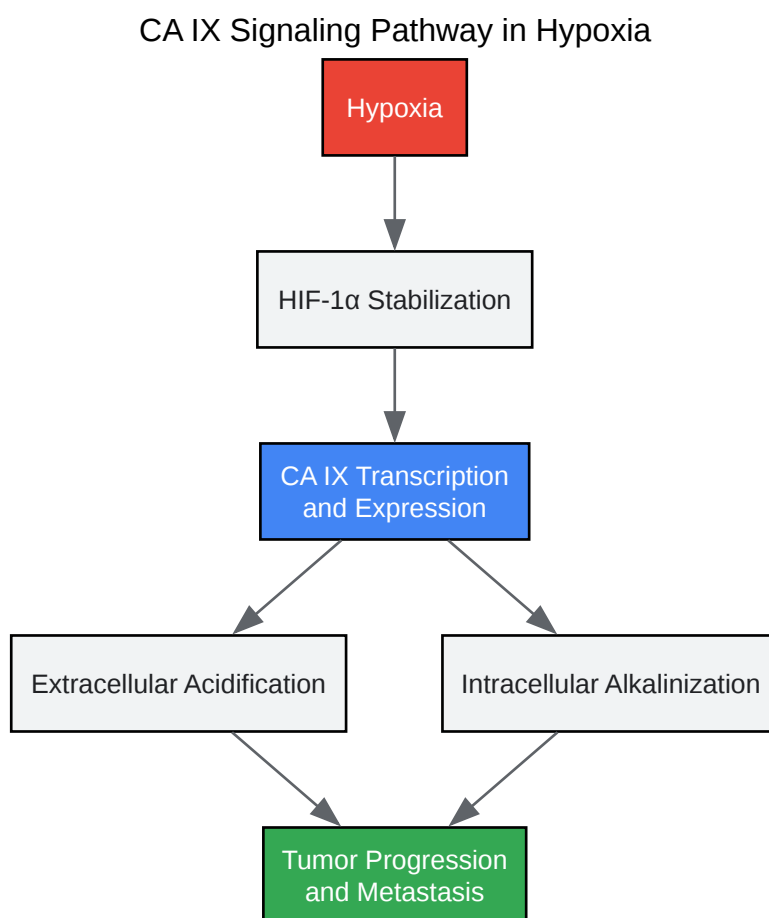 CA IX Signaling Pathway in Hypoxia
Hypoxia
HIF-1α Stabilization
CA IX Transcription
and Expression
Extracellular Acidification
Intracellular Alkalinization
Tumor Progression
and Metastasis